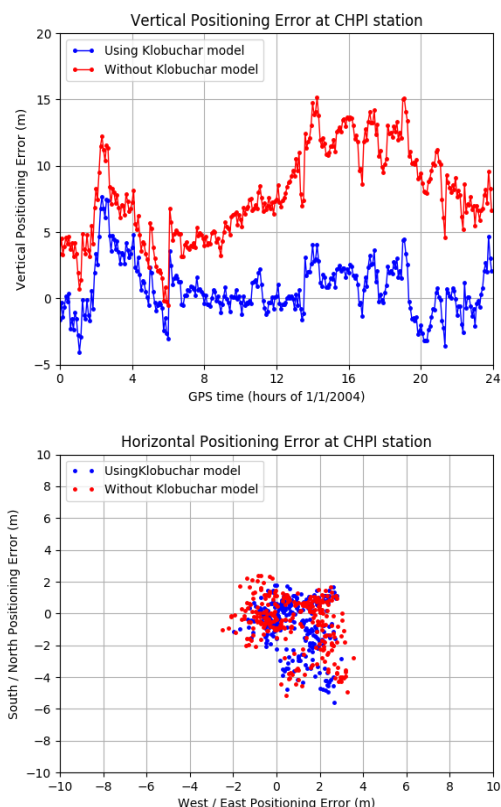 Vertical Positioning Error at CHPI station
Vertical Positioning Error (m)
20
15
10
5
0
−5
Using Klobuchar model
Without Klobuchar model
0 4 8 12 16 20 24
GPS time (hours of 1/1/2004)
Horizontal Positioning Error at CHPI station
South / North Positioning Error (m)
10
8
6
4
2
0
−2
−4
−6
−8
−10
UsingKlobuchar model
Without Klobuchar model
−10 −8 −6 −4 −2 0 2 4 6 8 10
West / East Positioning Error (m)